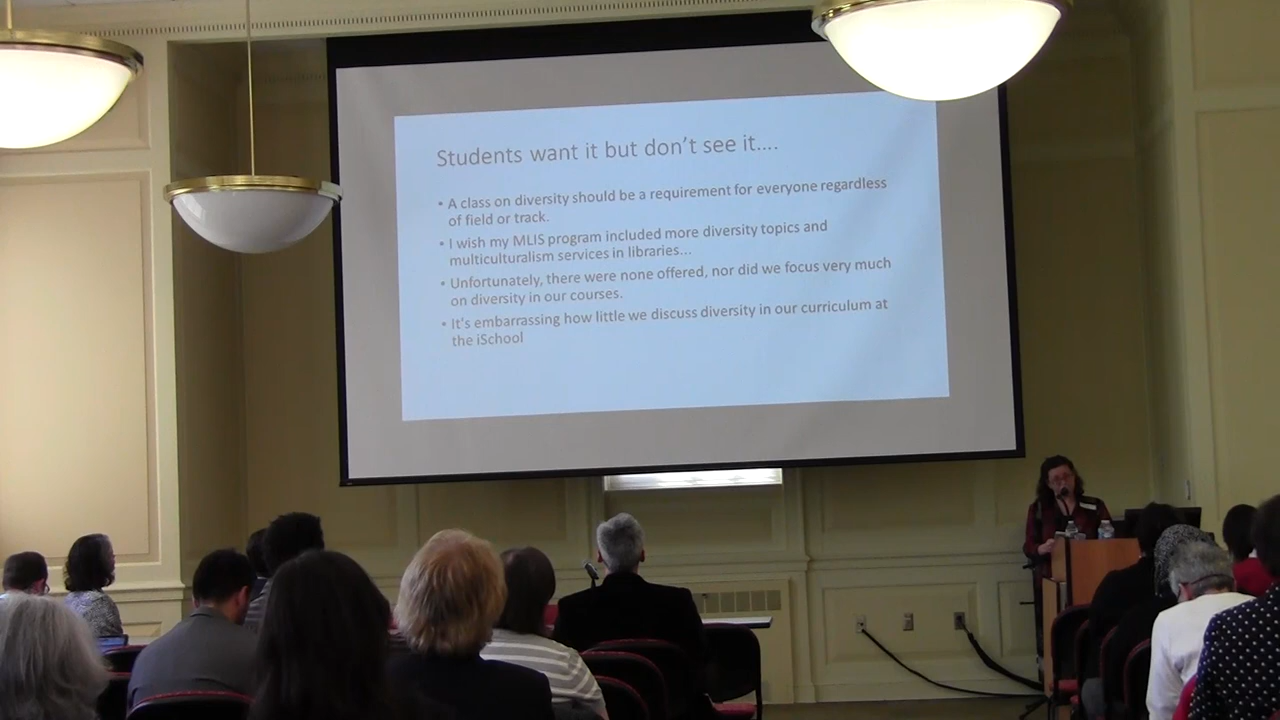 Students want it but don't see it....
• A class on diversity should be a requirement for everyone regardless
of field or track.
• I wish my MLIS program included more diversity topics and
multiculturalism services in libraries...
• Unfortunately, there were none offered, nor did we focus very much
on diversity in our courses.
• It's embarrassing how little we discuss diversity in our curriculum at
the iSchool